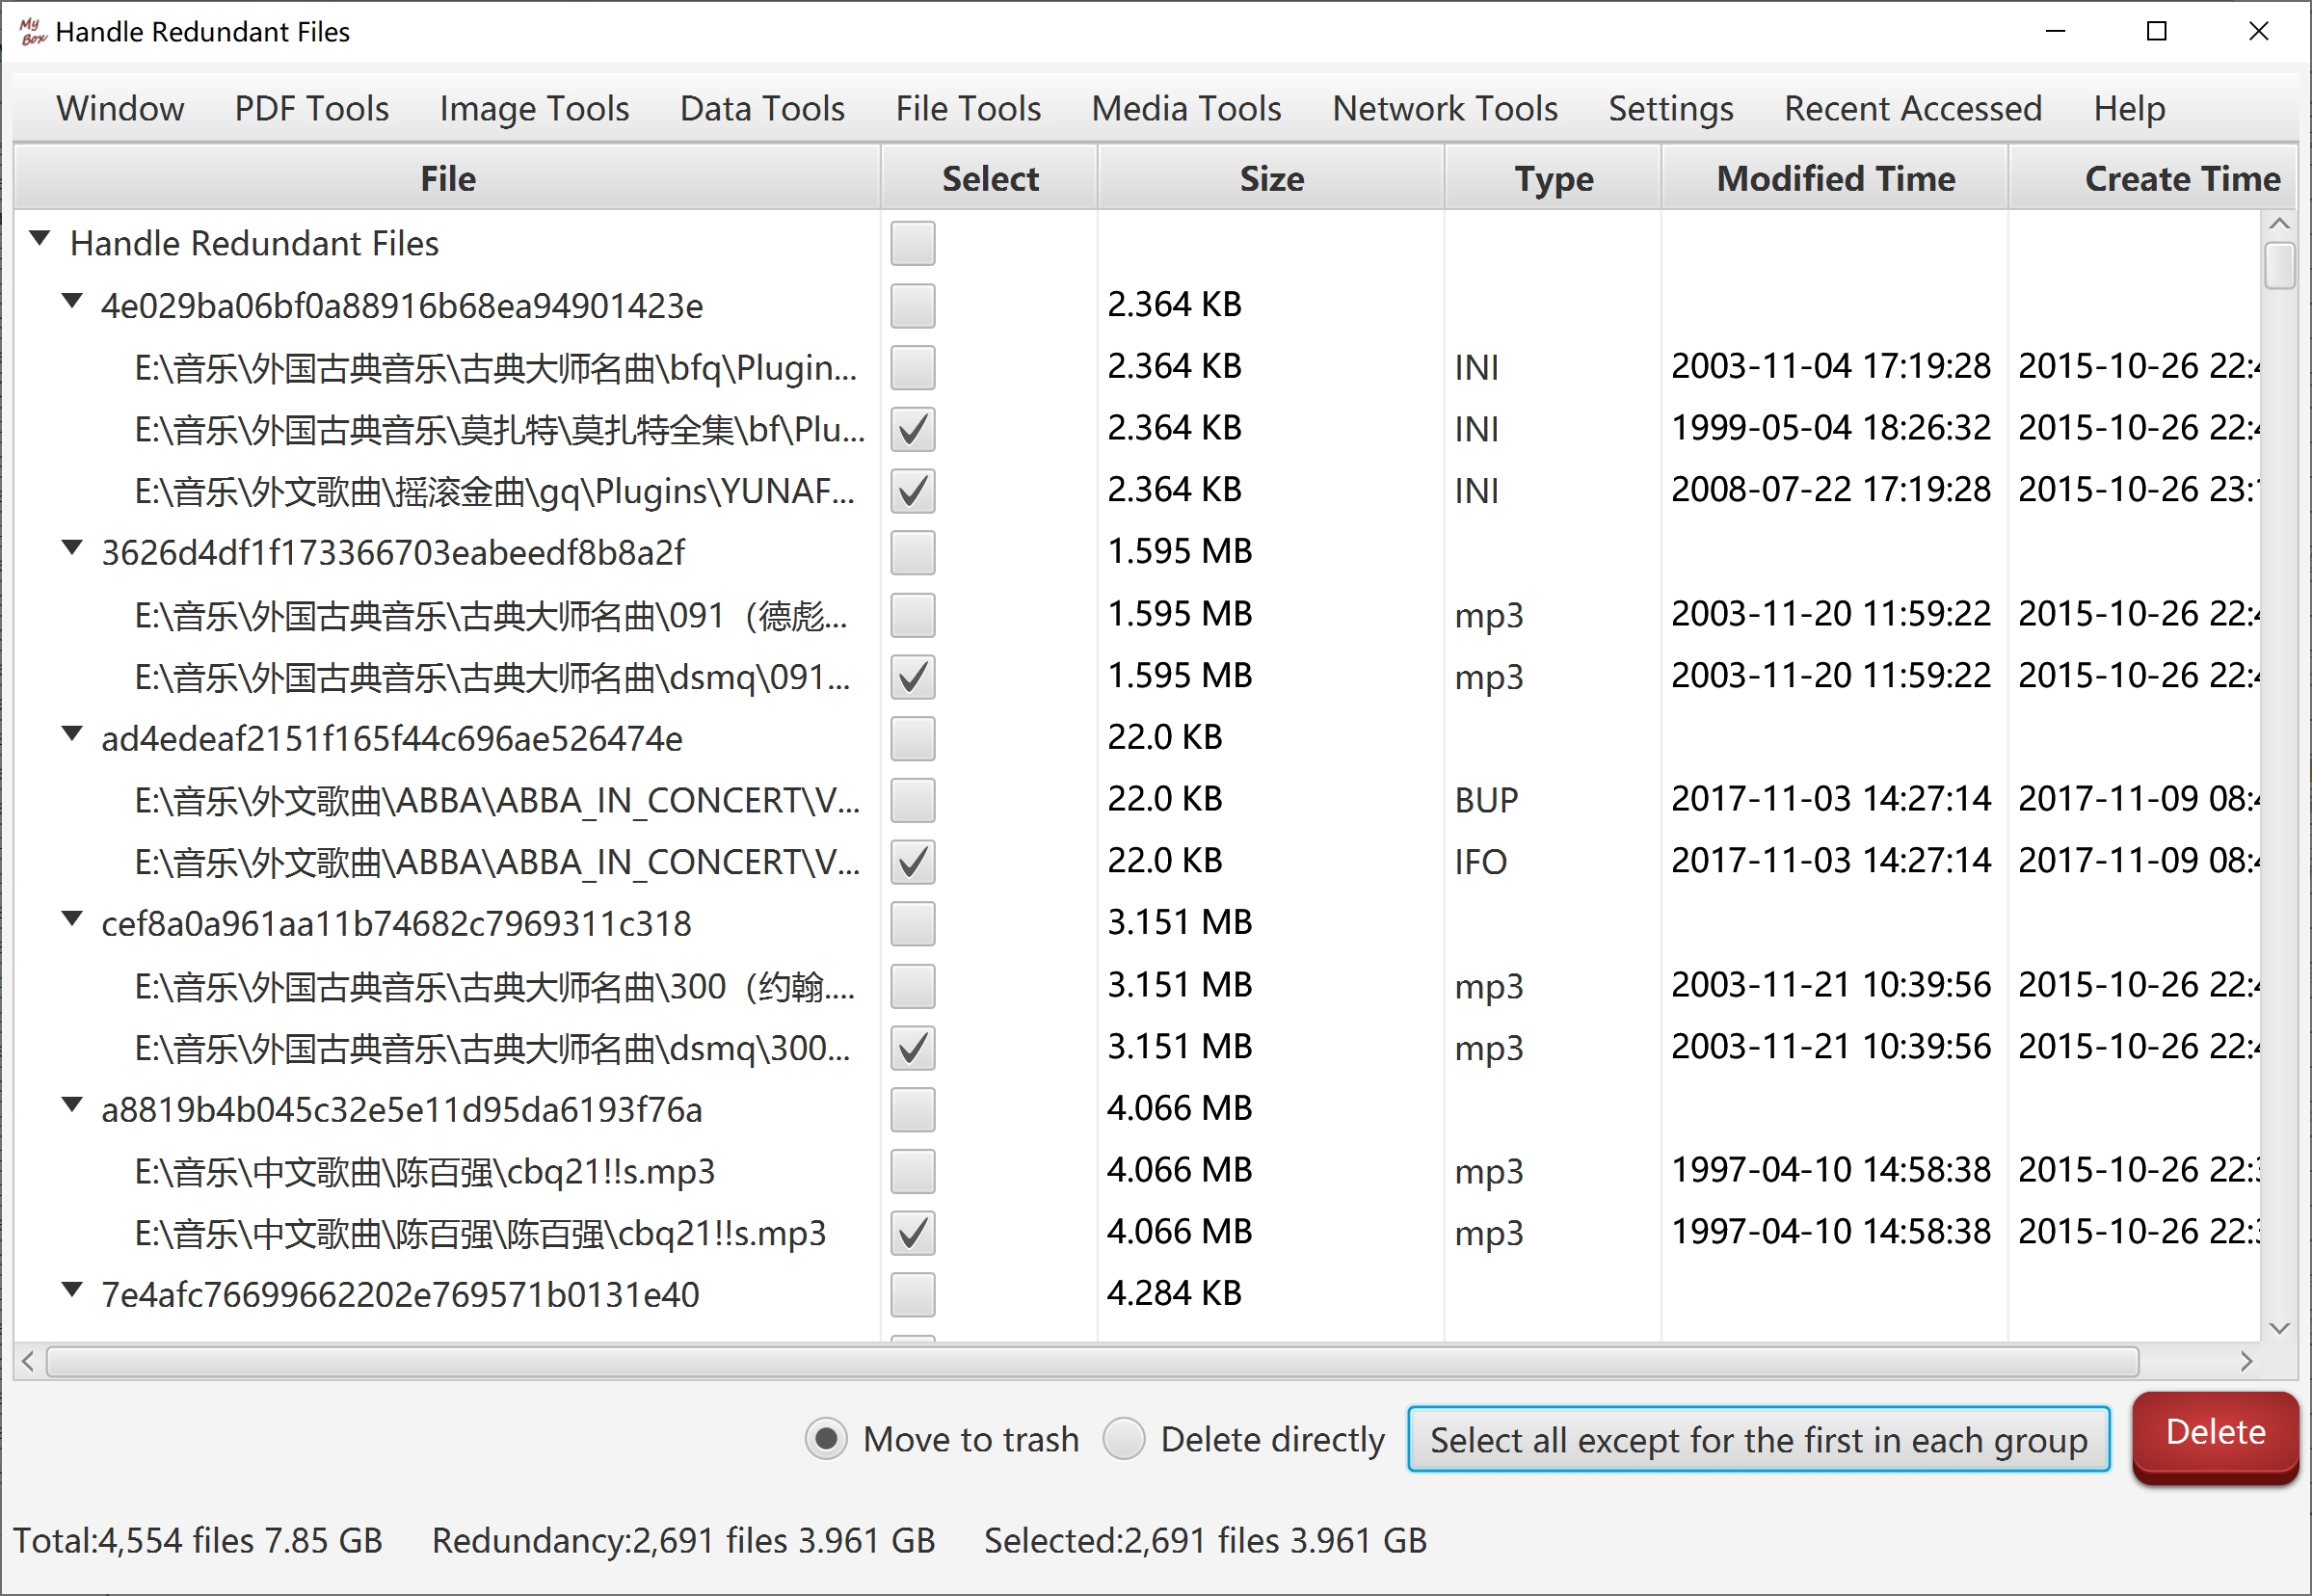 My Box Handle Redundant Files
Window PDF Tools Image Tools Data Tools File Tools Media Tools Network Tools Settings Recent Accessed Help
File Select Size Type Modified Time Create Time
Handle Redundant Files
4e029ba06bf0a88916b68ea94901423e 2.364 KB
E:\音乐\外国古典音乐\古典大师名曲\bfq\Plugin... 2.364 KB INI 2003-11-04 17:19:28 2015-10-26 22:4
E:\音乐\外国古典音乐\莫扎特\莫扎特全集\bf\Plu... 2.364 KB INI 1999-05-04 18:26:32 2015-10-26 22:4
E:\音乐\外文歌曲\摇滚金曲\gq\Plugins\YUNAF... 2.364 KB INI 2008-07-22 17:19:28 2015-10-26 23:1
3626d4df1f173366703eabeedf8b8a2f 1.595 MB
E:\音乐\外国古典音乐\古典大师名曲\091（德彪... 1.595 MB mp3 2003-11-20 11:59:22 2015-10-26 22:4
E:\音乐\外国古典音乐\古典大师名曲\dsmq\091... 1.595 MB mp3 2003-11-20 11:59:22 2015-10-26 22:4
ad4edeaf2151f165f44c696ae526474e 22.0 KB
E:\音乐\外文歌曲\ABBA\ABBA_IN_CONCERT\V... 22.0 KB BUP 2017-11-03 14:27:14 2017-11-09 08:4
E:\音乐\外文歌曲\ABBA\ABBA_IN_CONCERT\V... 22.0 KB IFO 2017-11-03 14:27:14 2017-11-09 08:4
cef8a0a961aa11b74682c7969311c318 3.151 MB
E:\音乐\外国古典音乐\古典大师名曲\300（约翰.... 3.151 MB mp3 2003-11-21 10:39:56 2015-10-26 22:4
E:\音乐\外国古典音乐\古典大师名曲\dsmq\300... 3.151 MB mp3 2003-11-21 10:39:56 2015-10-26 22:4
a8819b4b045c32e5e11d95da6193f76a 4.066 MB
E:\音乐\中文歌曲\陈百强\cbq21!!s.mp3 4.066 MB mp3 1997-04-10 14:58:38 2015-10-26 22:3
E:\音乐\中文歌曲\陈百强\陈百强\cbq21!!s.mp3 4.066 MB mp3 1997-04-10 14:58:38 2015-10-26 22:3
7e4afc76699662202e769571b0131e40 4.284 KB
Move to trash Delete directly Select all except for the first in each group Delete
Total:4,554 files 7.85 GB Redundancy:2,691 files 3.961 GB Selected:2,691 files 3.961 GB